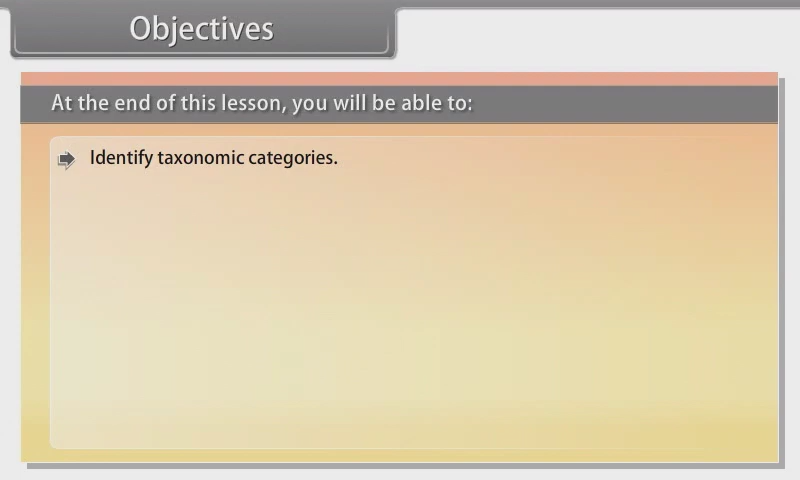 Objectives
At the end of this lesson, you will be able to:
Identify taxonomic categories.